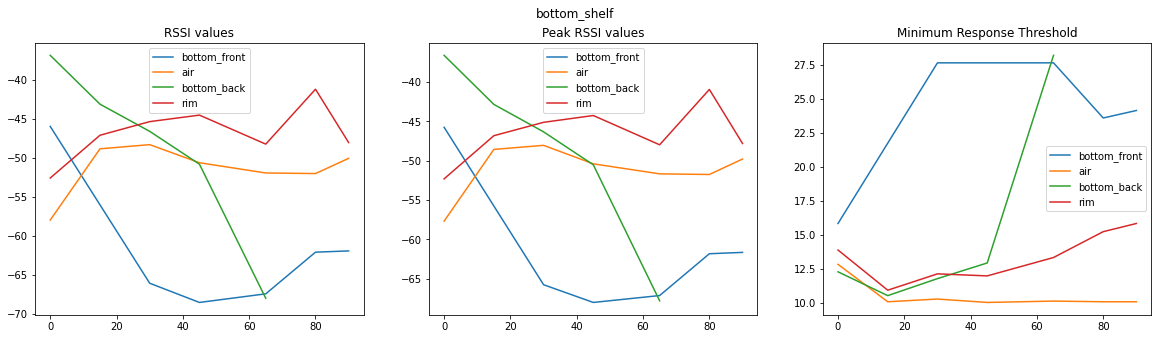 bottom_shelf
RSSI values
−40
−45
−50
−55
−60
−65
−70
0
20
40
60
80
bottom_front
air
bottom_back
rim
Peak RSSI values
−40
−45
−50
−55
−60
−65
0
20
40
60
80
bottom_front
air
bottom_back
rim
Minimum Response Threshold
27.5
25.0
22.5
20.0
17.5
15.0
12.5
10.0
0
20
40
60
80
bottom_front
air
bottom_back
rim